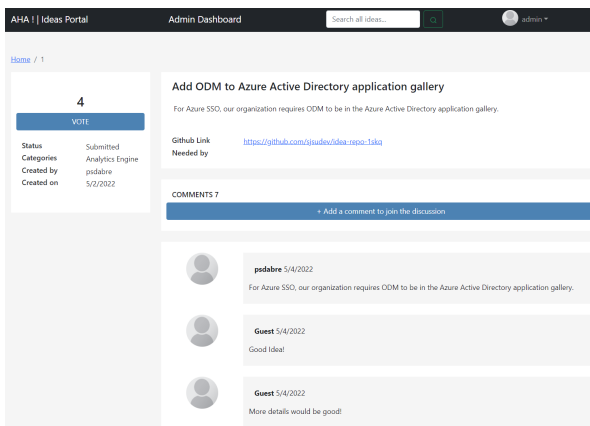 AHA ! | Ideas Portal Admin Dashboard Search all ideas... admin
Home / 1
4
VOTE
Status Submitted
Categories Analytics Engine
Created by psdabre
Created on 5/2/2022
Add ODM to Azure Active Directory application gallery
For Azure SSO, our organization requires ODM to be in the Azure Active Directory application gallery.
Github Link https://github.com/sjsudev/idea-repo-1skq
Needed by
COMMENTS 7
+ Add a comment to join the discussion
psdabre 5/4/2022
For Azure SSO, our organization requires ODM to be in the Azure Active Directory application gallery.
Guest 5/4/2022
Good Idea!
Guest 5/4/2022
More details would be good!